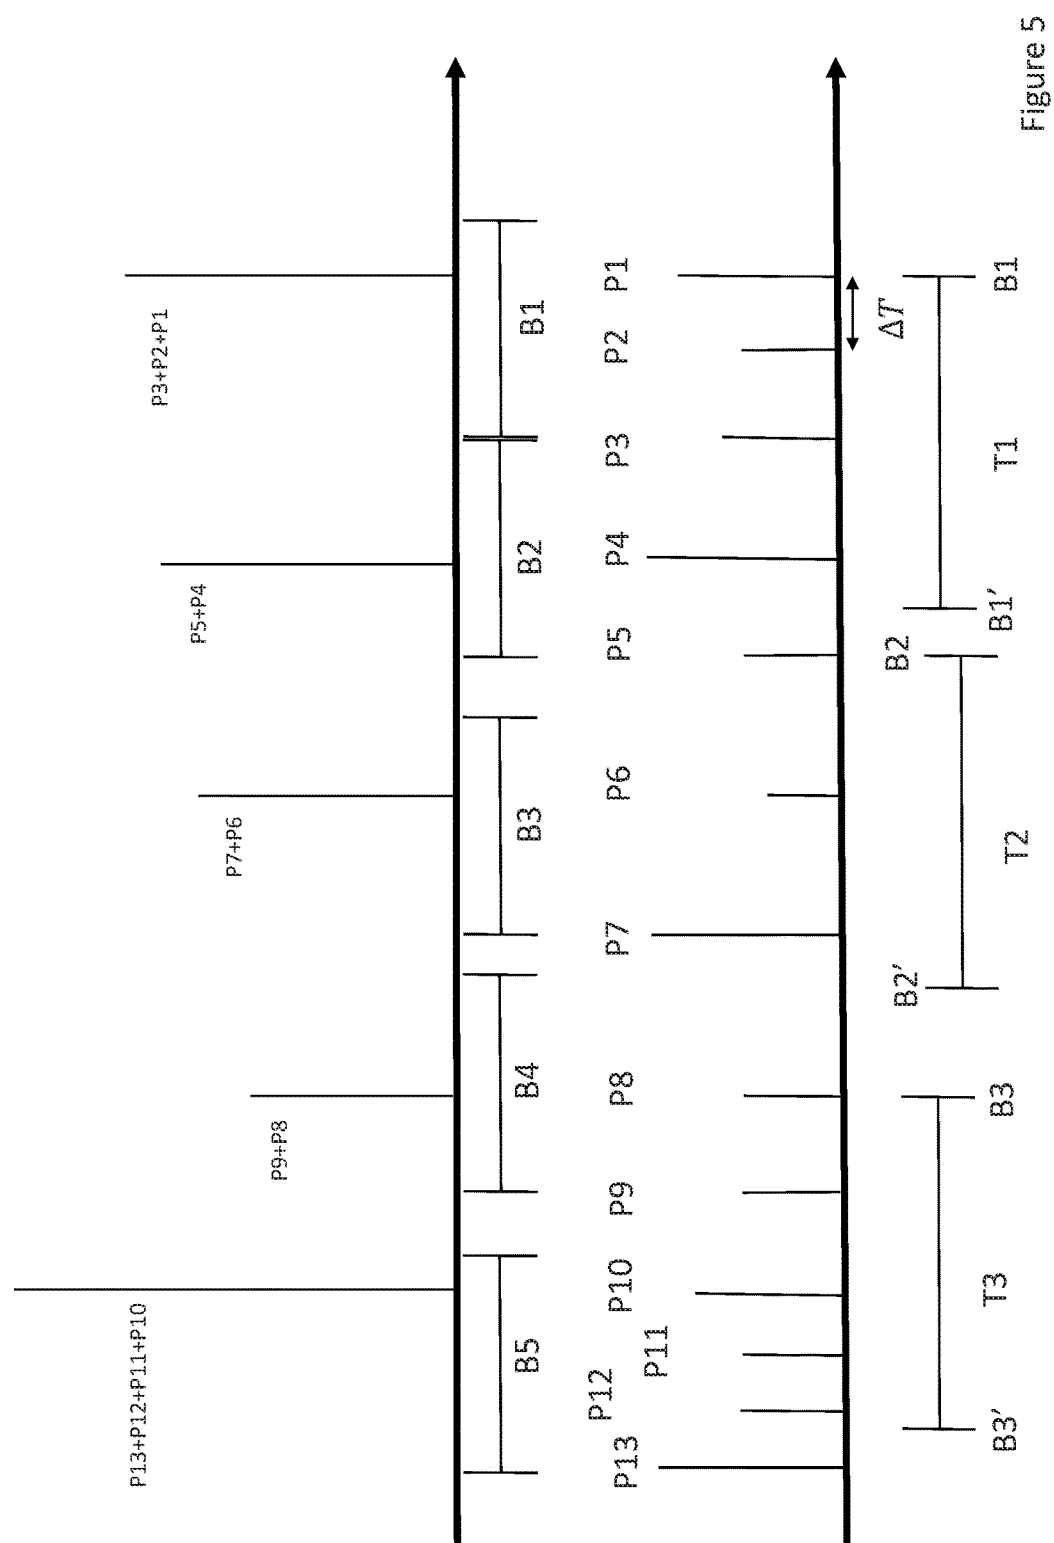 P13+P12+P11+P10
P9+P8
P7+P6
P5+P4
P3+P2+P1
B5
B4
B3
B2
B1
P13
P12
P11
P10
P9
P8
P7
P6
P5
P4
P3
P2
P1
ΔT
B3'
T3
B3
B2'
T2
B2
B1'
T1
B1
Figure 5